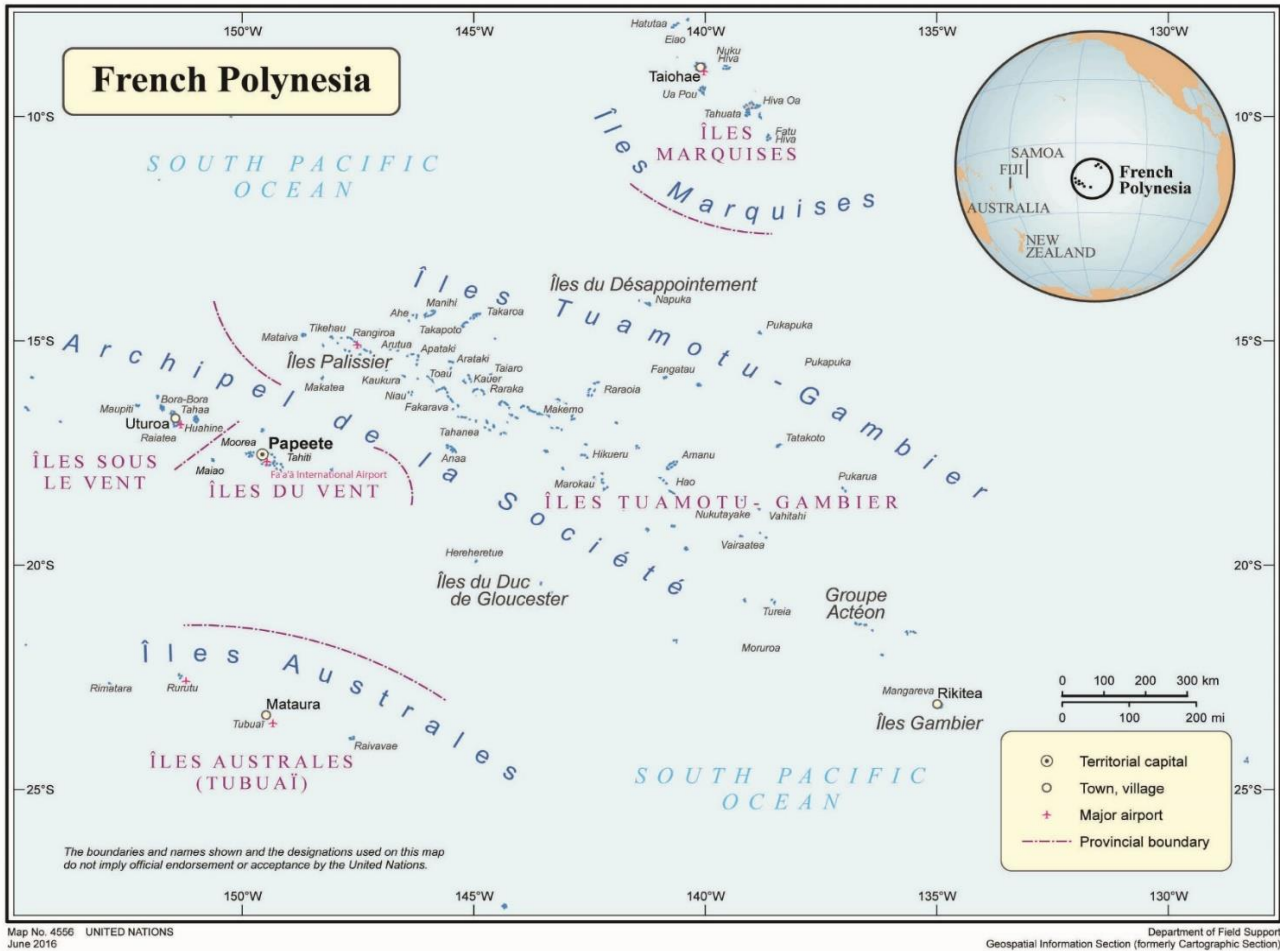 French Polynesia
150°W
145°W
140°W
135°W
130°W
10°S
10°S
15°S
15°S
20°S
20°S
25°S
25°S
150°W
145°W
140°W
135°W
130°W
SOUTH PACIFIC
OCEAN
Hatutaa
Eiao
Nuku
Hiva
Taiohae
Ua Pou
Hiva Oa
Tahuata
Fatu
Hiva
ÎLES
MARQUISES
Îles Marquises
SAMOA
FIJI
AUSTRALIA
NEW
ZEALAND
French
Polynesia
Îles Tuamotu-Gambier
Îles du Désappointement
Napuka
Manihi
Ahe
Takaroa
Takapoto
Pukapuka
Pukapuka
Mataiva
Tikehau
Rangiroa
Arutua
Apataki
Arataki
Îles Palissier
Taiaro
Toau
Kauer
Kaukura
Makatea
Niau
Raraka
Fakarava
Fangatau
Raraoia
Makemo
Tahanea
Anaa
Tatakoto
Hikueru
Amanu
Marokau
Hao
Pukarua
ÎLES TUAMOTU- GAMBIER
Nukutayake
Vahitahi
Vairaatea
Archipel de la Société
Bora-Bora
Maupiti
Tahaa
Uturoa
Huahine
Raiatea
Moorea
Papeete
Tahiti
Maiao
Fa'a'ā International Airport
ÎLES SOUS
LE VENT
ÎLES DU VENT
Hereheretue
Îles du Duc
de Gloucester
Groupe
Actéon
Tureia
Moruroa
Mangareva
Rikitea
Îles Gambier
Îles Australes
Rimatara
Rurutu
Mataura
Tubuaï
Raivavae
ÎLES AUSTRALES
(TUBUAÏ)
SOUTH PACIFIC
OCEAN
0 100 200 300 km
0 100 200 mi
Territorial capital
Town, village
Major airport
Provincial boundary
The boundaries and names shown and the designations used on this map
do not imply official endorsement or acceptance by the United Nations.
Map No. 4556 UNITED NATIONS
June 2016
Department of Field Support
Geospatial Information Section (formerly Cartographic Section)